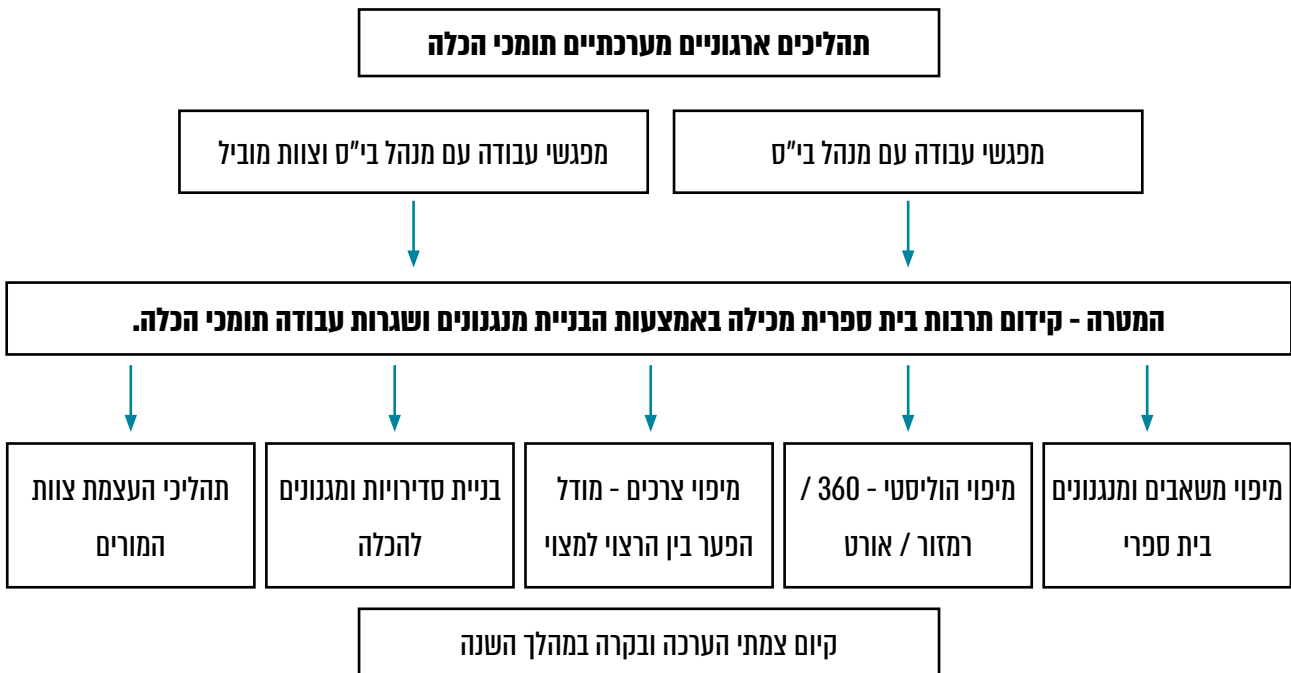 תהליכים ארגוניים מערכתיים תומכי הכלה
מפגשי עבודה עם מנהל בי"ס
מפגשי עבודה עם מנהל בי"ס וצוות מוביל
המטרה - קידום תרבות בית ספרית מכילה באמצעות הבניית מנגנונים ושגרות עבודה תומכי הכלה.
מיפוי משאבים ומנגנונים
בית ספרי
מיפוי הוליסטי - 360 /
רמזור / אורט
מיפוי צרכים - מודל
הפער בין הרצוי למצוי
בניית סדירויות ומגנונים
להכלה
תהליכי העצמת צוות
המורים
קיום צמתי הערכה ובקרה במהלך השנה